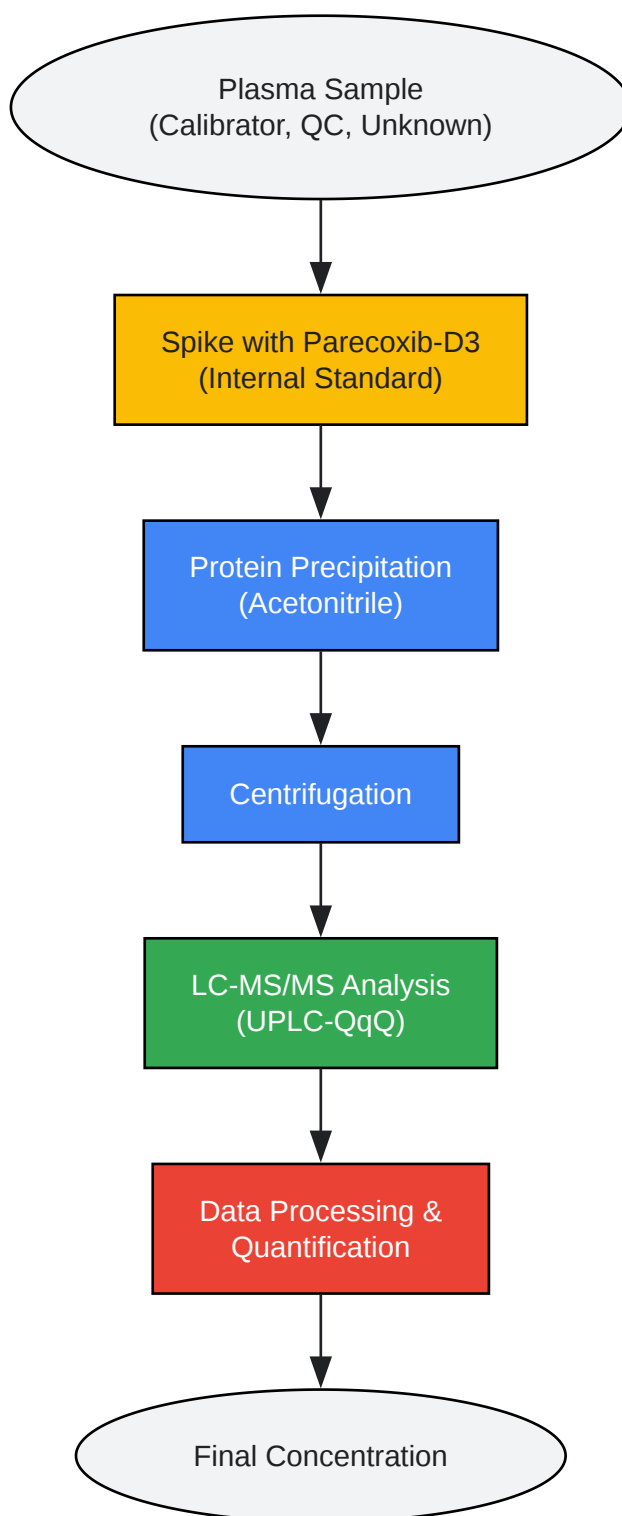 Plasma Sample
(Calibrator, QC, Unknown)
Spike with Parecoxib-D3
(Internal Standard)
Protein Precipitation
(Acetonitrile)
Centrifugation
LC-MS/MS Analysis
(UPLC-QqQ)
Data Processing &
Quantification
Final Concentration